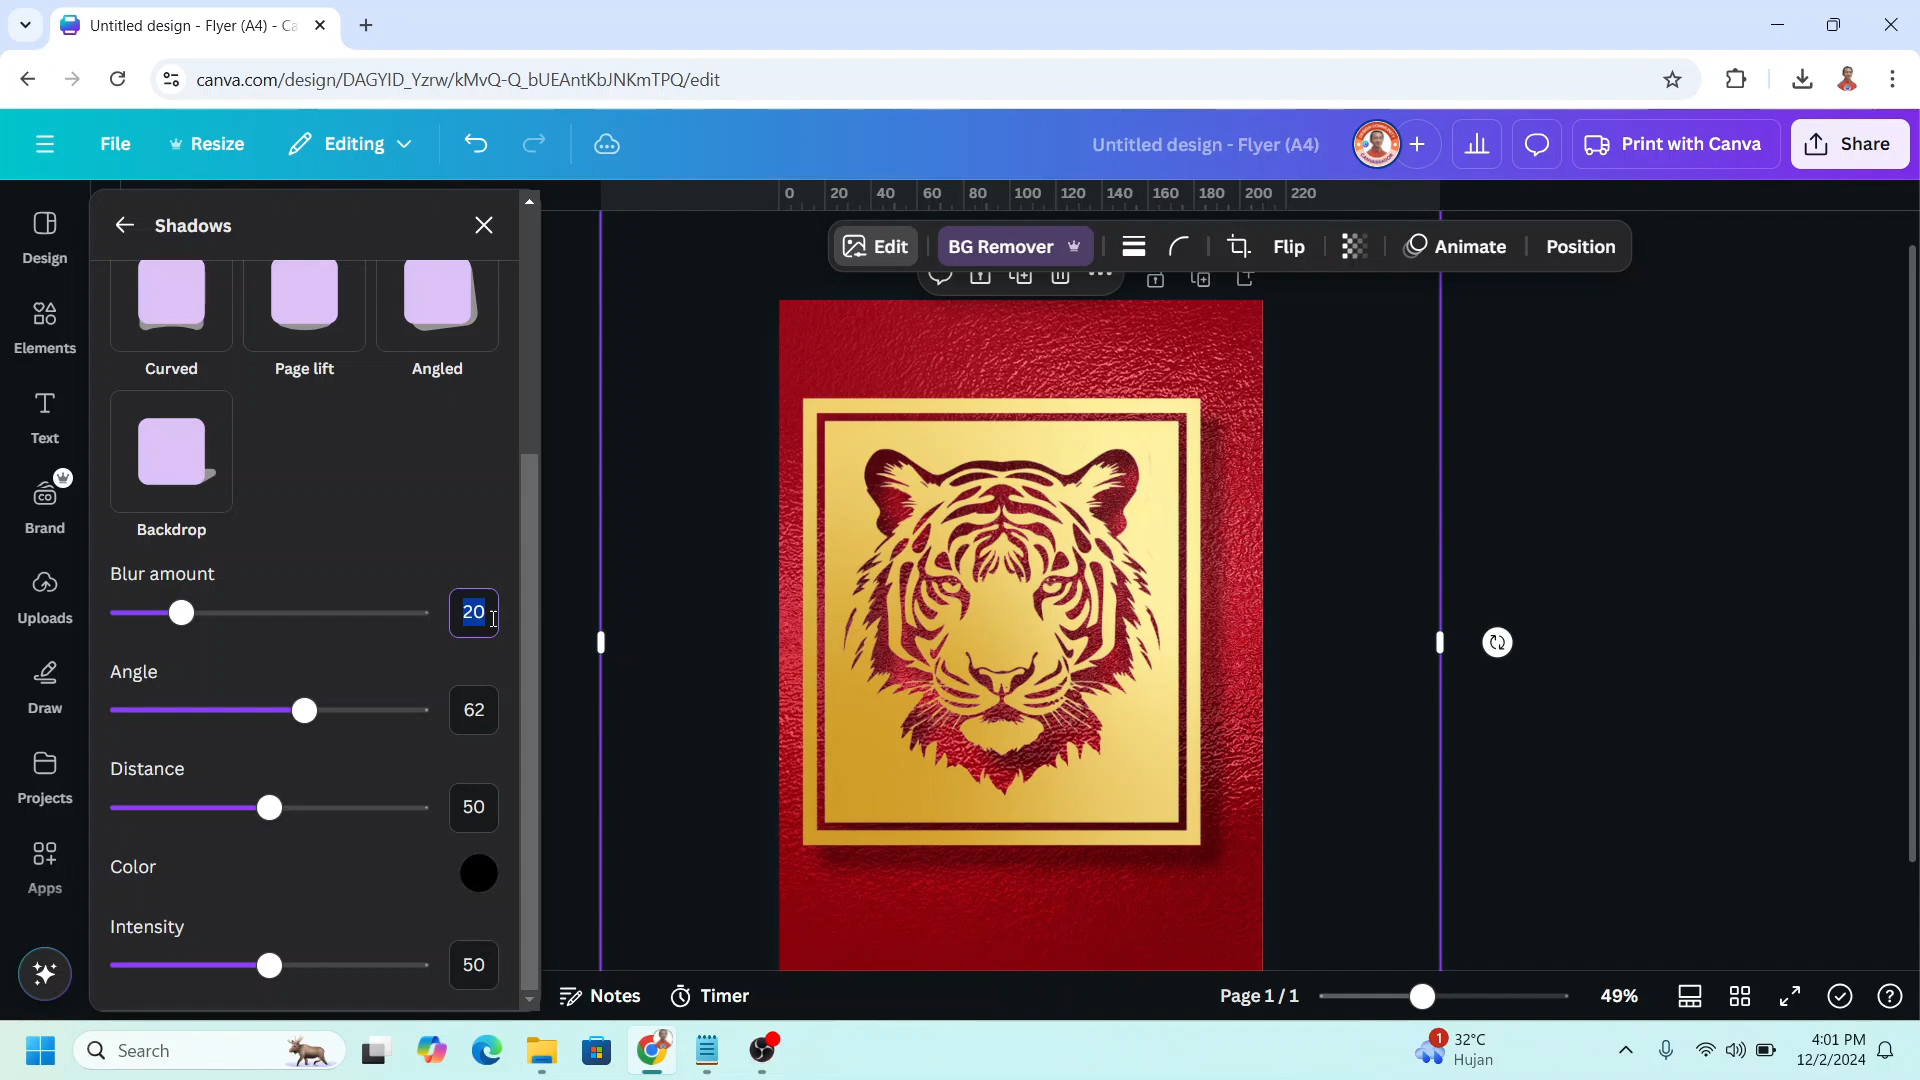 Untitled design - Flyer (A4) - Ca
canva.com/design/DAGYID_Yzrw/kMvQ-Q_bUEAntKbJNKmTPQ/edit
File
Resize
Editing
Untitled design - Flyer (A4)
Print with Canva
Share
0 20 40 60 80 100 120 140 160 180 200 220
Design
Elements
Text
Brand
Uploads
Draw
Projects
Apps
Shadows
Curved
Page lift
Angled
Backdrop
Blur amount
20
Angle
62
Distance
50
Color
Intensity
50
Edit
BG Remover
Flip
Animate
Position
Notes
Timer
Page 1 / 1
49%
Search
1
32°C
Hujan
4:01 PM
12/2/2024